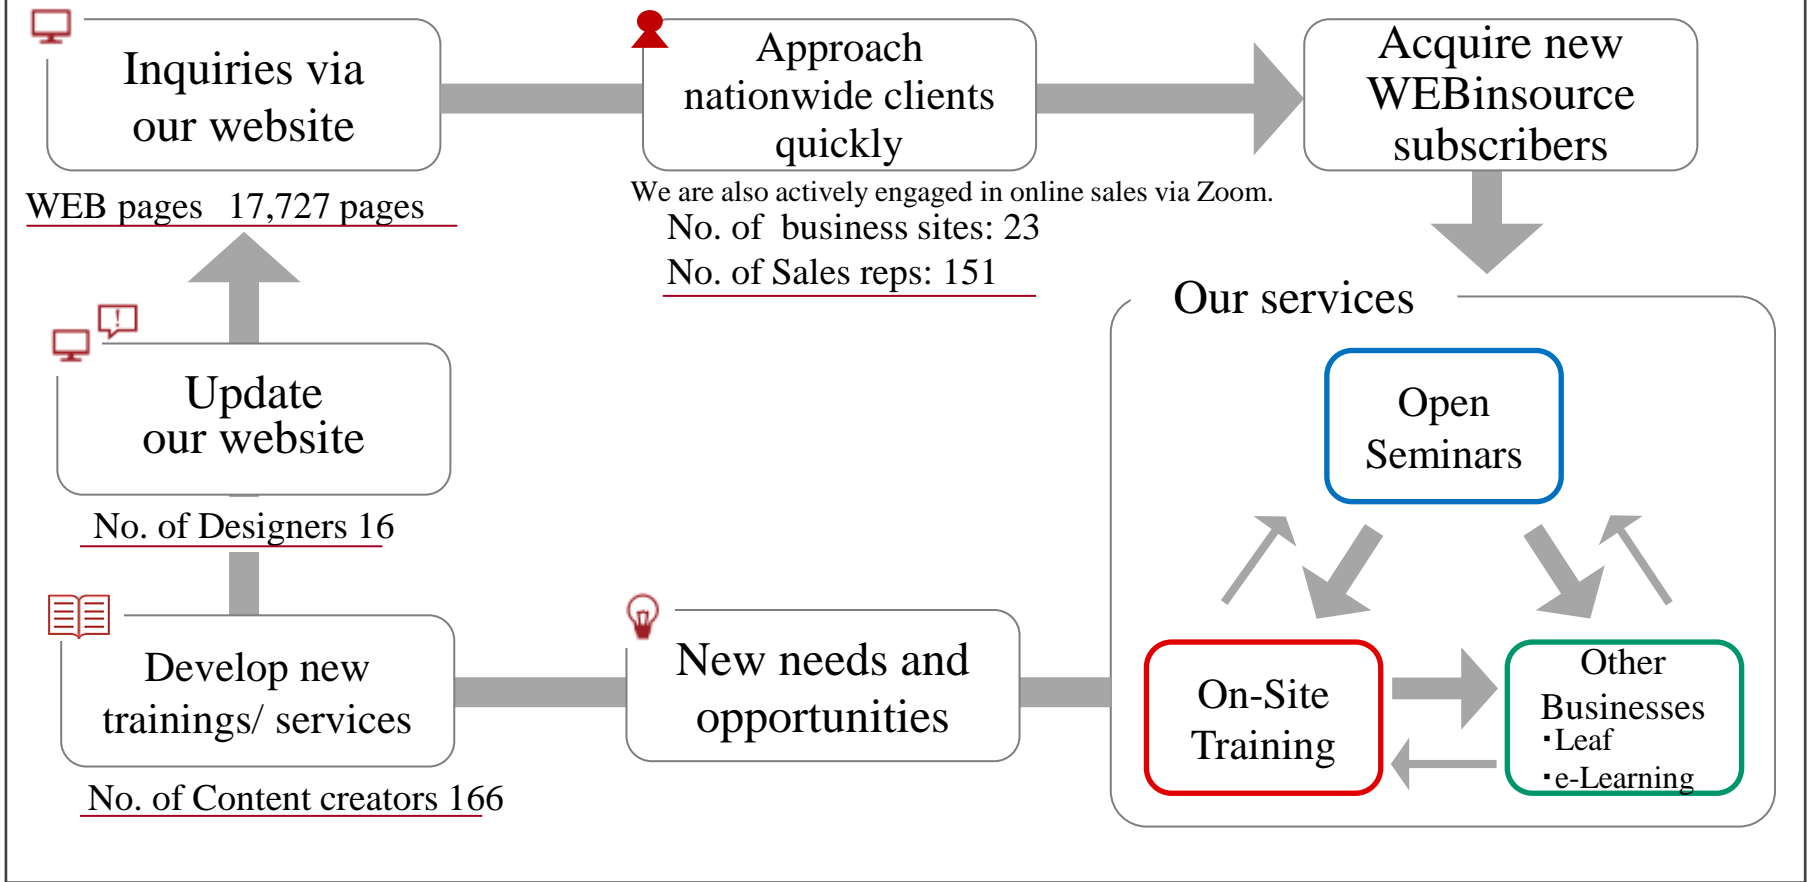 Inquiries via
our website
WEB pages 17,727 pages
Approach
nationwide clients
quickly
We are also actively engaged in online sales via Zoom.
No. of business sites: 23
No. of Sales reps: 151
Acquire new
WEBinsource
subscribers
Our services
Open
Seminars
On-Site
Training
Other
Businesses
・Leaf
・e-Learning
New needs and
opportunities
Develop new
trainings/ services
No. of Content creators 166
!
Update
our website
No. of Designers 16